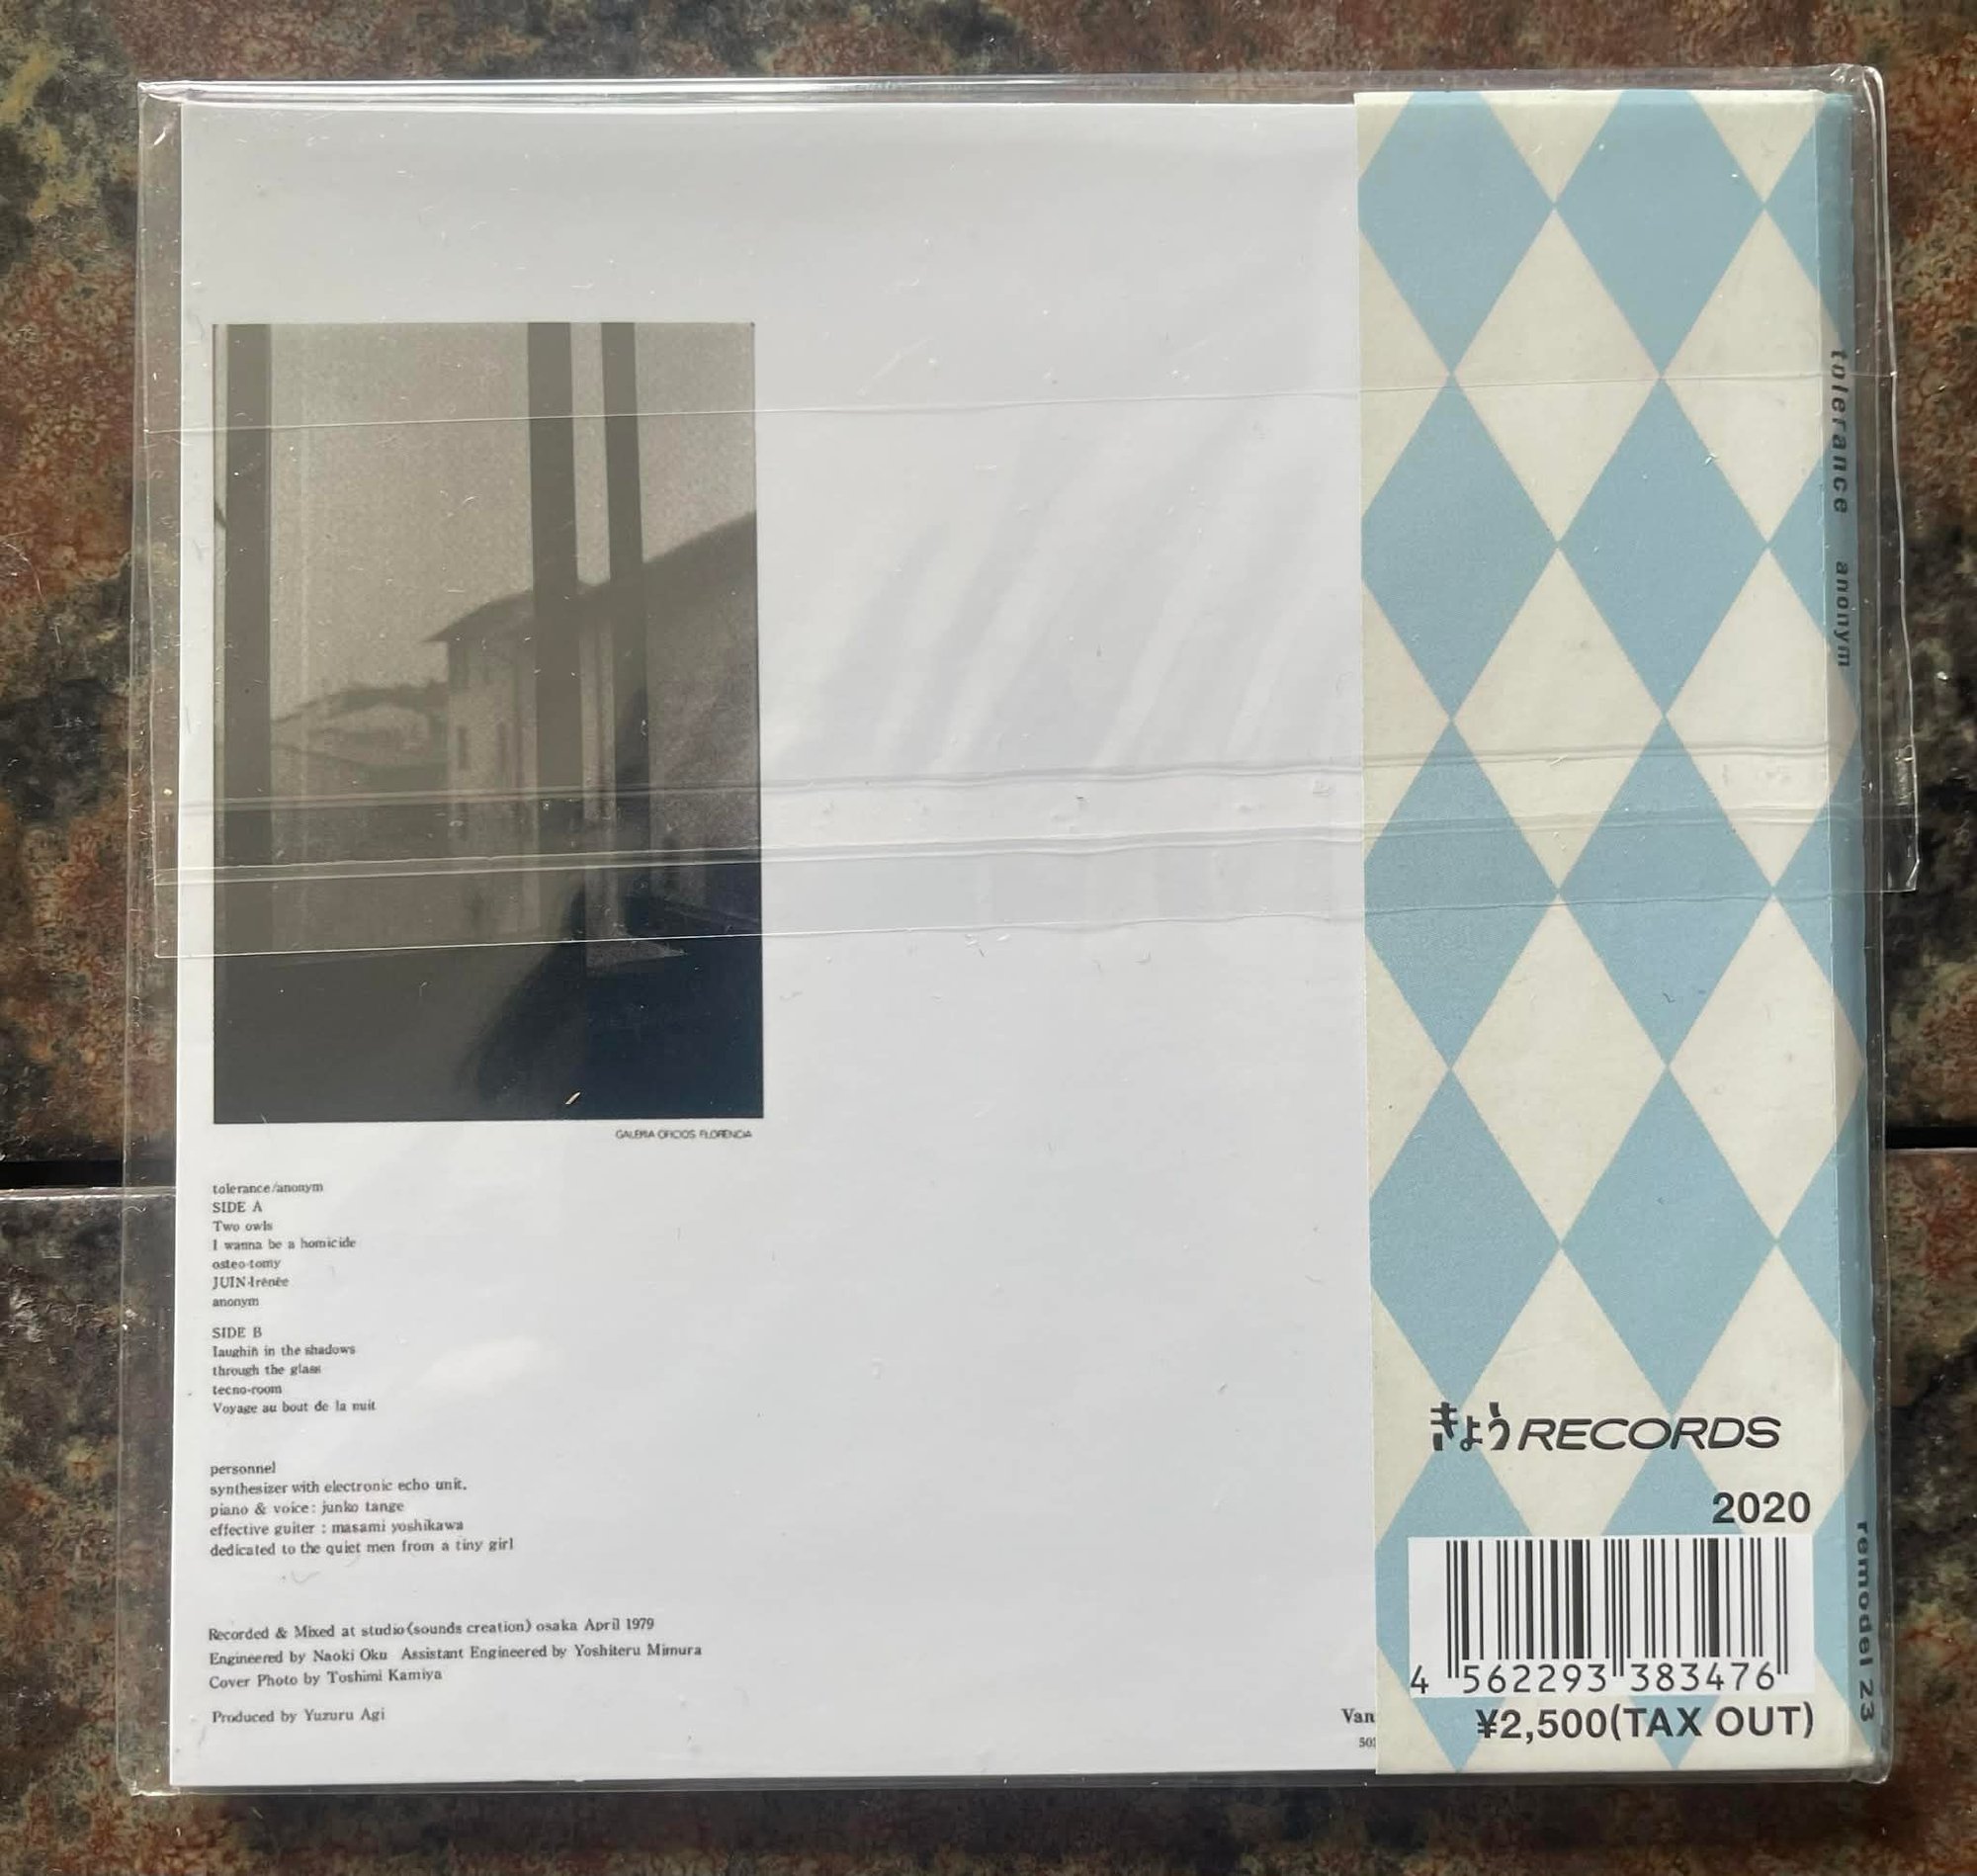 GALERIA OFICIOS FLORENCIA
tolerance/anonym
SIDE A
Two owls
I wanna be a homicide
osteo-tomy
JUIN-Irénée
anonym
SIDE B
laughin in the shadows
through the glass
tecno-room
Voyage au bout de la nuit
personnel
synthesizer with electronic echo unit.
piano & voice : junko tange
effective guiter : masami yoshikawa
dedicated to the quiet men from a tiny girl
Recorded & Mixed at studio(sounds creation) osaka April 1979
Engineered by Naoki Oku Assistant Engineered by Yoshiteru Mimura
Cover Photo by Toshimi Kamiya
Produced by Yuzuru Agi
Van
50
きょうRECORDS
2020
4 562293 383476
¥2,500(TAX OUT)
tolerance anonym
remodel 23